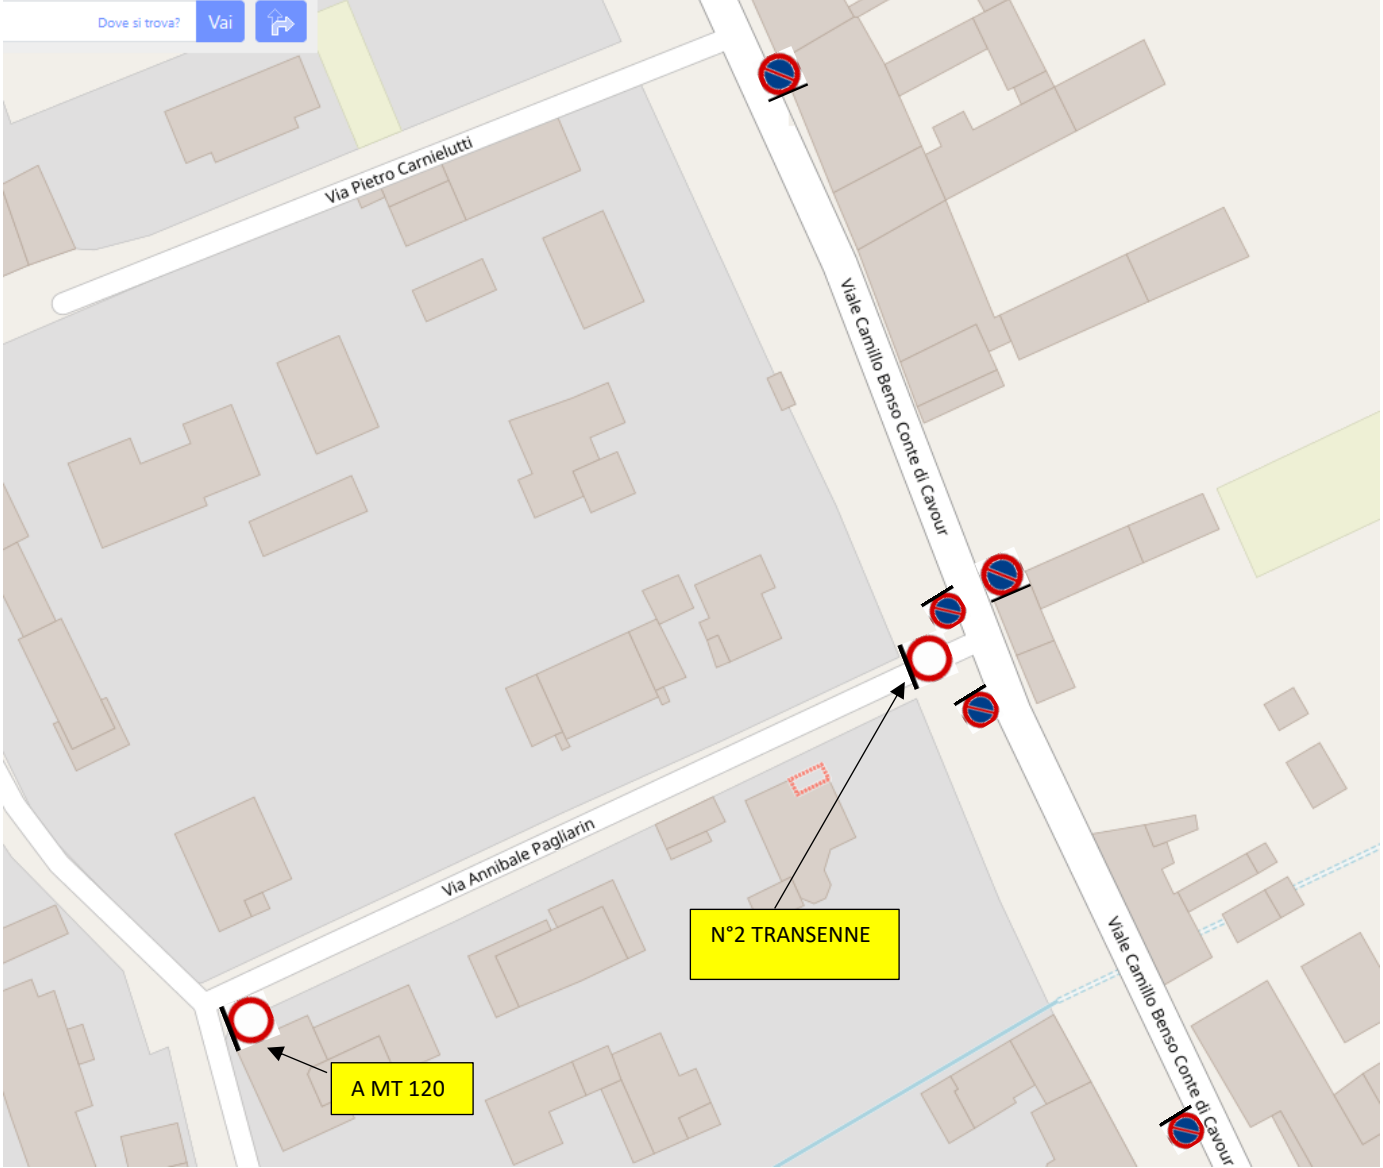 Dove si trova?
Vai
Via Pietro Carnielutti
Viale Camillo Benso Conte di Cavour
Via Annibale Pagliarin
N°2 TRANSENNE
Viale Camillo Benso Conte di Cavour
A MT 120